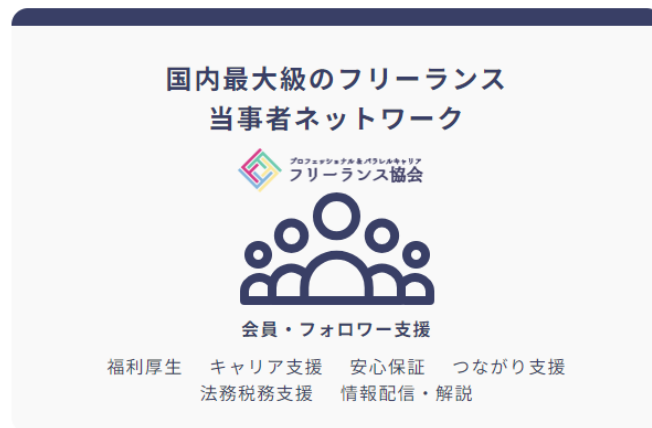 国内最大級のフリーランス
当事者ネットワーク
プロフェッショナル&パラレルキャリア
フリーランス協会
会員・フォロワー支援
福利厚生 キャリア支援 安心保証 つながり支援
法務税務支援 情報配信・解説